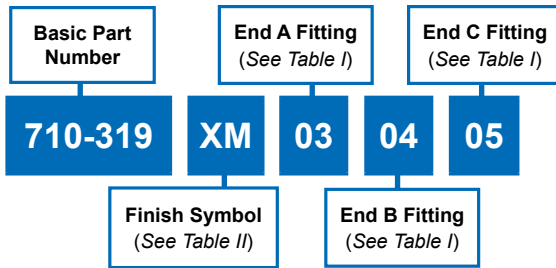 Basic Part
Number
End A Fitting
(See Table I)
End C Fitting
(See Table I)
710-319 XM 03 04 05
Finish Symbol
(See Table II)
End B Fitting
(See Table I)